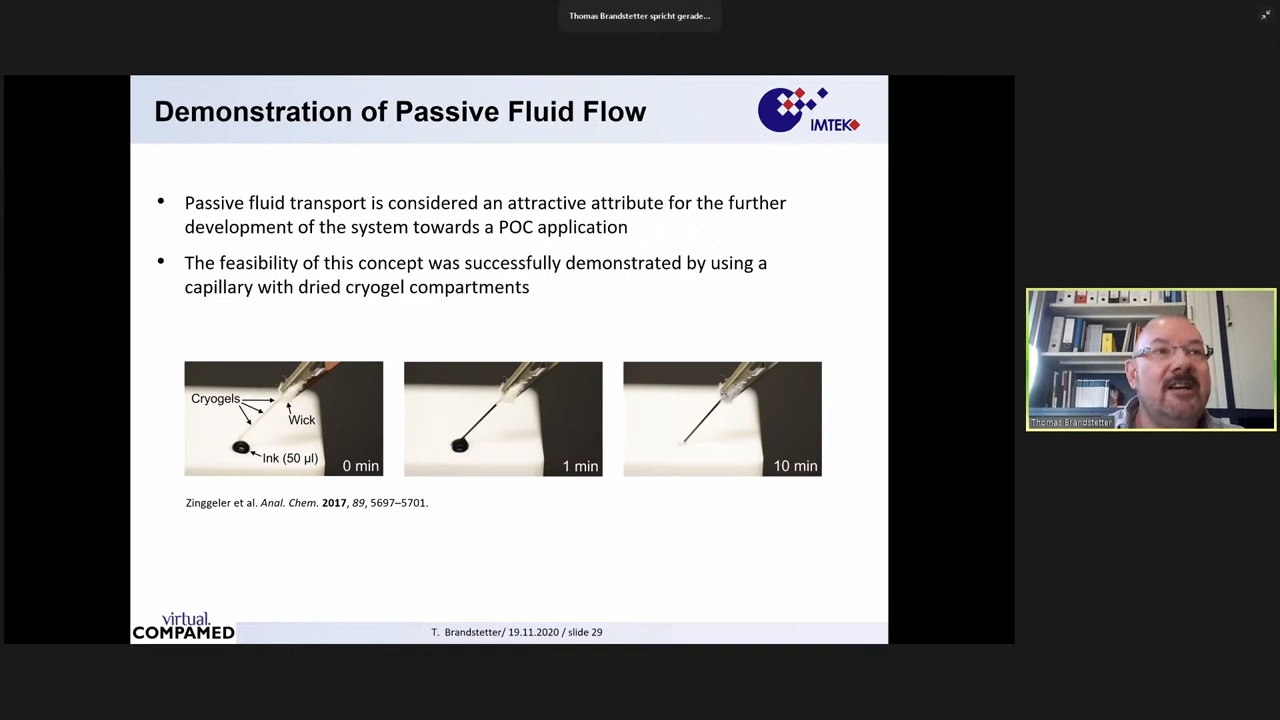 Thomas Brandstetter spricht gerade...
Demonstration of Passive Fluid Flow
IMTEK
• Passive fluid transport is considered an attractive attribute for the further
development of the system towards a POC application
• The feasibility of this concept was successfully demonstrated by using a
capillary with dried cryogel compartments
Cryogels
Wick
Ink (50 µl)
0 min
1 min
10 min
Zinggeler et al. Anal. Chem. 2017, 89, 5697–5701.
Thomas Brandstetter
virtual.
COMPAMED
T. Brandstetter/ 19.11.2020 / slide 29